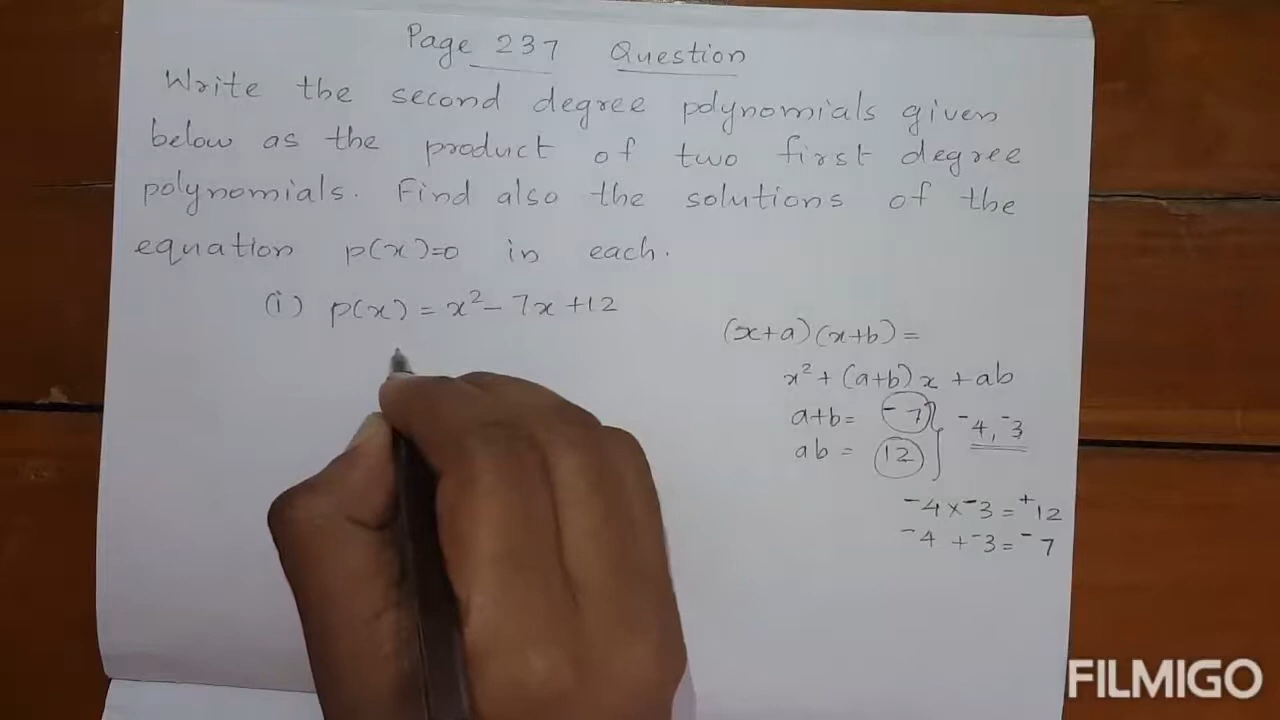 Page 237 Question
Write the second degree polynomials given
below as the product of two first degree
polynomials. Find also the solutions of the
equation p(x)=0 in each.
(i) p(x) = x² - 7x +12
(x+a)(x+b) =
x² + (a+b)x + ab
a+b = ⁻7
ab = 12
⁻4, ⁻3
⁻4 x ⁻3 = ⁺12
⁻4 + ⁻3 = ⁻7
FILMIGO